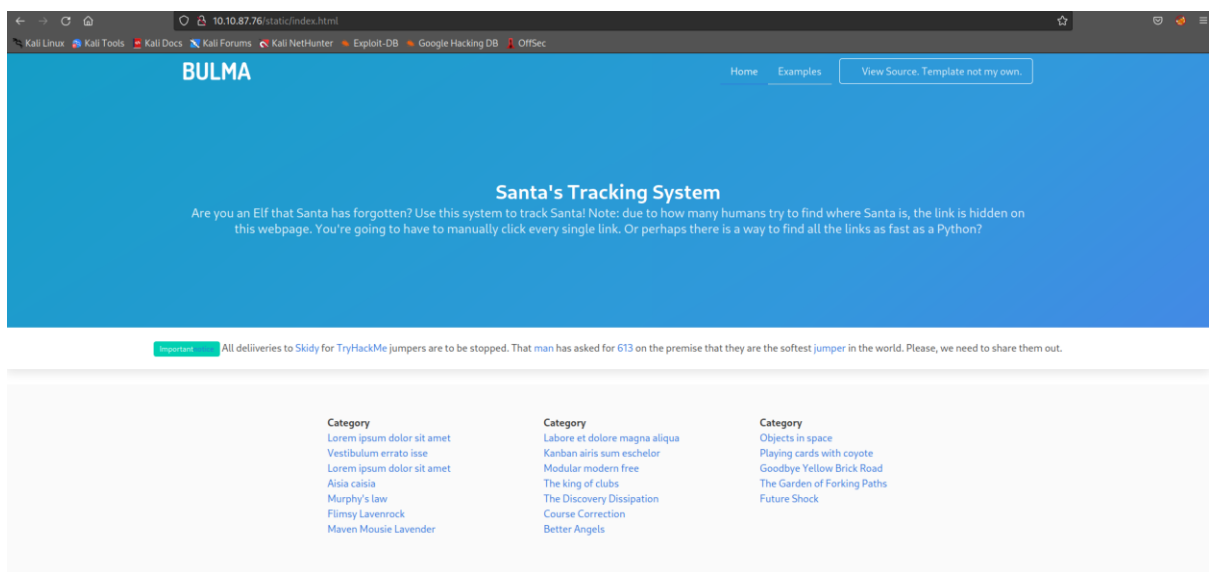 10.10.87.76/static/index.html
Kali Linux Kali Tools Kali Docs Kali Forums Kali NetHunter Exploit-DB Google Hacking DB OffSec
BULMA Home Examples View Source. Template not my own.
Santa's Tracking System
Are you an Elf that Santa has forgotten? Use this system to track Santa! Note: due to how many humans try to find where Santa is, the link is hidden on
this webpage. You're going to have to manually click every single link. Or perhaps there is a way to find all the links as fast as a Python?
Important All deliiveries to Skidy for TryHackMe jumpers are to be stopped. That man has asked for 613 on the premise that they are the softest jumper in the world. Please, we need to share them out.
Category
Lorem ipsum dolor sit amet
Vestibulum errato isse
Lorem ipsum dolor sit amet
Aisia caisia
Murphy's law
Flimsy Lavenrock
Maven Mousie Lavender
Category
Labore et dolore magna aliqua
Kanban airis sum eschelor
Modular modern free
The king of clubs
The Discovery Dissipation
Course Correction
Better Angels
Category
Objects in space
Playing cards with coyote
Goodbye Yellow Brick Road
The Garden of Forking Paths
Future Shock